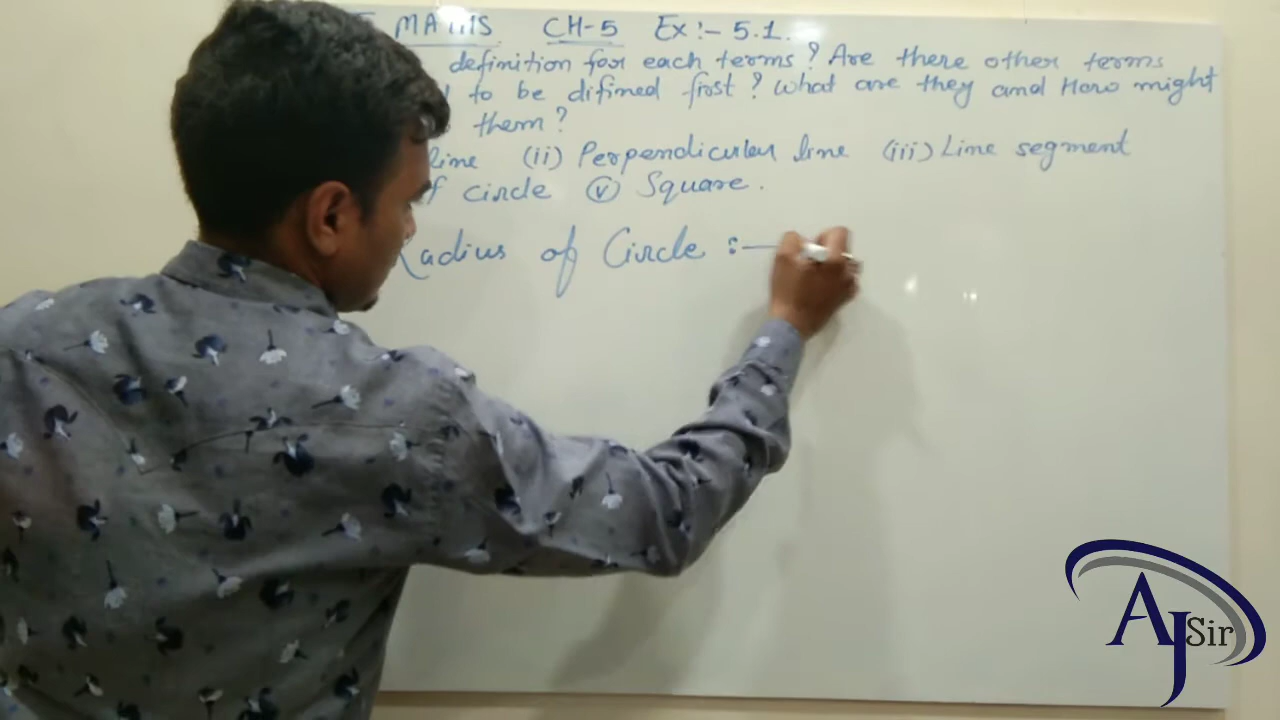 MATHS CH-5 Ex:- 5.1.
definition for each terms? Are there other terms
to be difined first? What are they and How might
them?
line (ii) Perpendicular line (iii) Line segment
of circle (v) Square.
Radius of Circle :-
AJ Sir